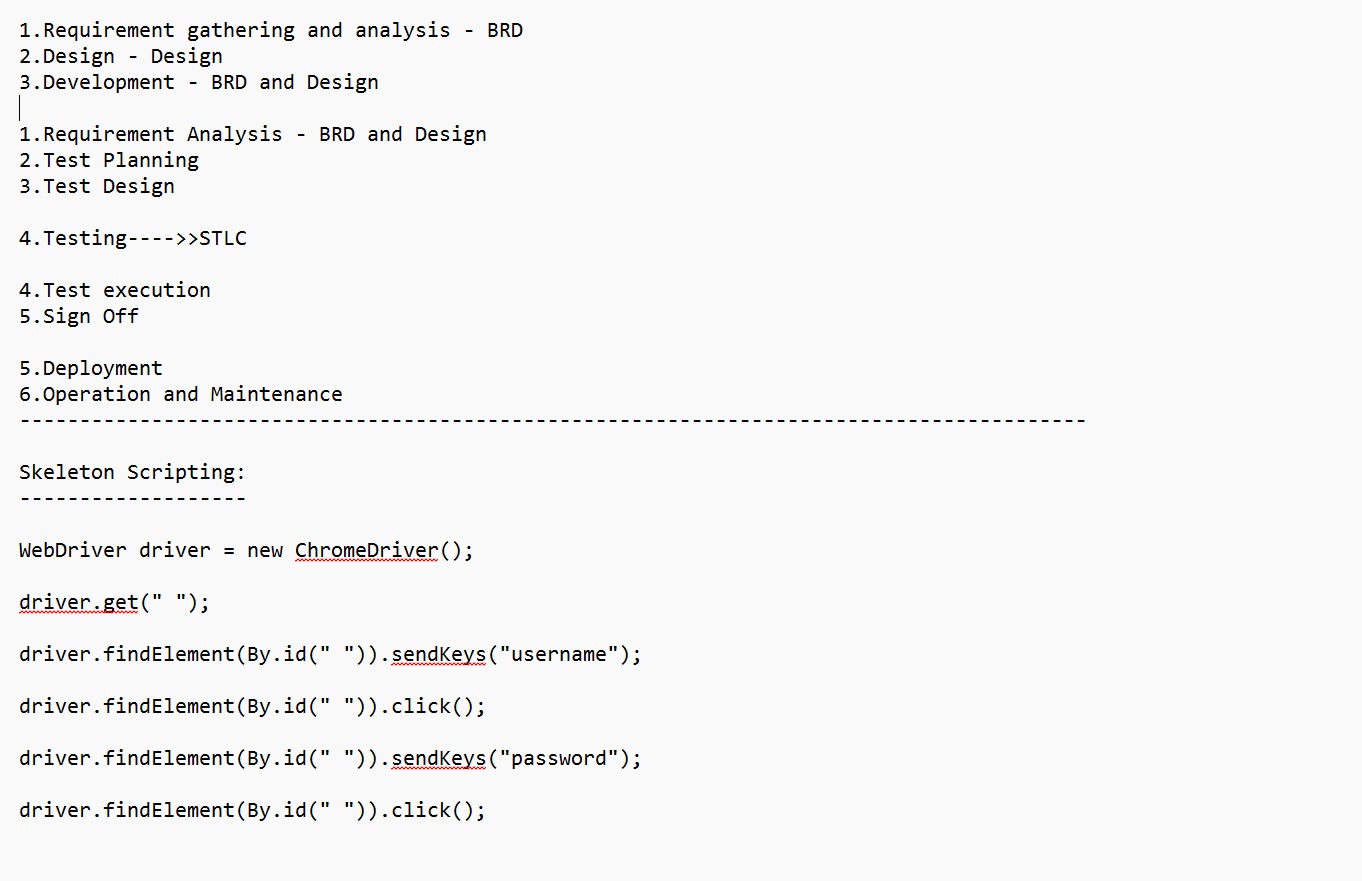 1.Requirement gathering and analysis - BRD
2.Design - Design
3.Development - BRD and Design
1.Requirement Analysis - BRD and Design
2.Test Planning
3.Test Design
4.Testing---->>STLC
4.Test execution
5.Sign Off
5.Deployment
6.Operation and Maintenance
-----------------------------------------------------------------------------------------
Skeleton Scripting:
-------------------
WebDriver driver = new ChromeDriver();
driver.get(" ");
driver.findElement(By.id(" ")).sendKeys("username");
driver.findElement(By.id(" ")).click();
driver.findElement(By.id(" ")).sendKeys("password");
driver.findElement(By.id(" ")).click();